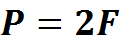 P = 2F